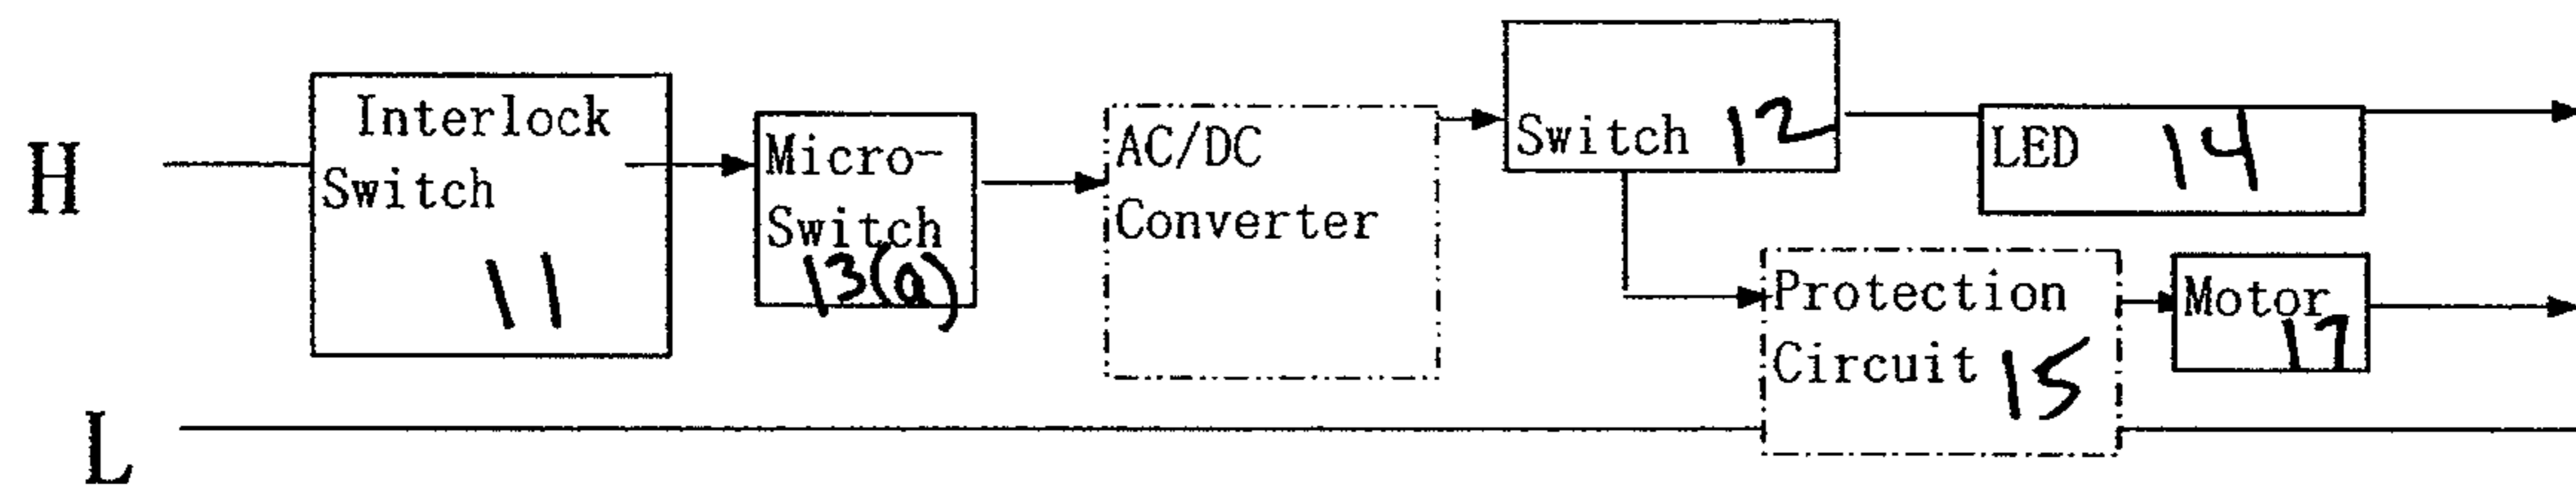 H
Interlock
Switch
11
Micro-
Switch
13(a)
AC/DC
Converter
Switch 12
LED 14
Protection
Circuit 15
Motor
17
L